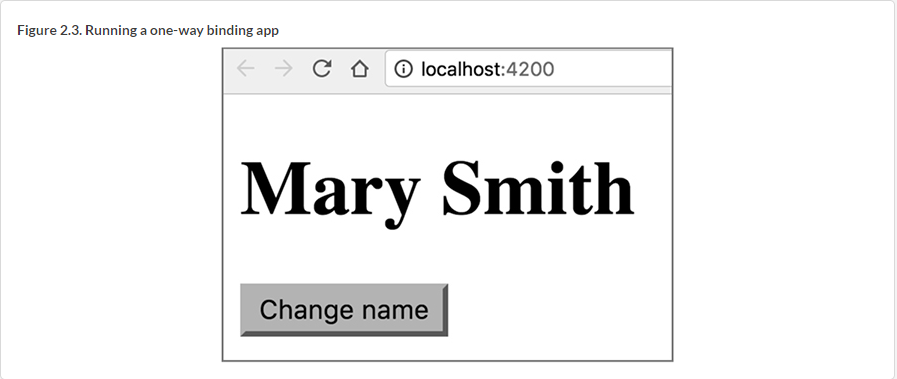 Figure 2.3. Running a one-way binding app
localhost:4200
Mary Smith
Change name